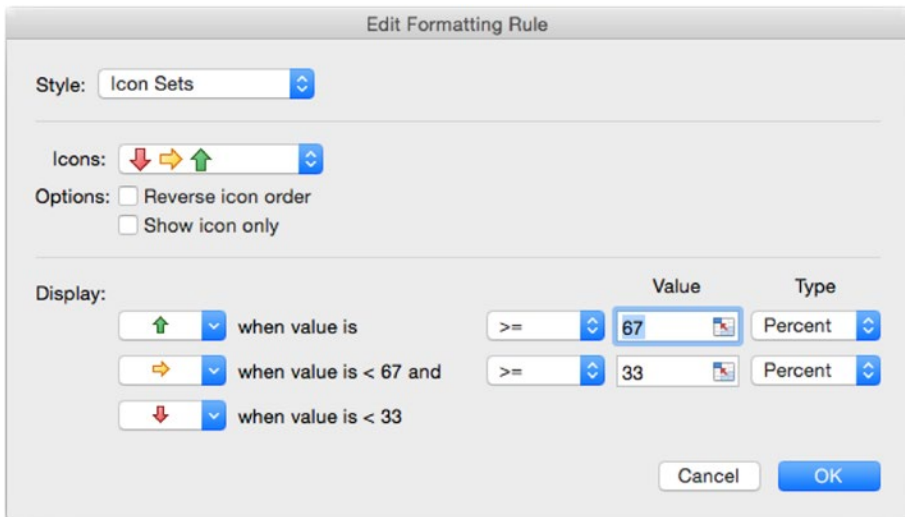 Edit Formatting Rule
Style: Icon Sets
Icons:
Options: Reverse icon order
Show icon only
Display: Value Type
when value is >= 67 Percent
when value is < 67 and >= 33 Percent
when value is < 33
Cancel OK